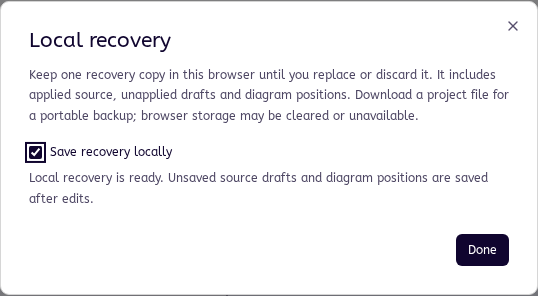 Local recovery
Keep one recovery copy in this browser until you replace or discard it. It includes
applied source, unapplied drafts and diagram positions. Download a project file for
a portable backup; browser storage may be cleared or unavailable.
Save recovery locally
Local recovery is ready. Unsaved source drafts and diagram positions are saved
after edits.
Done